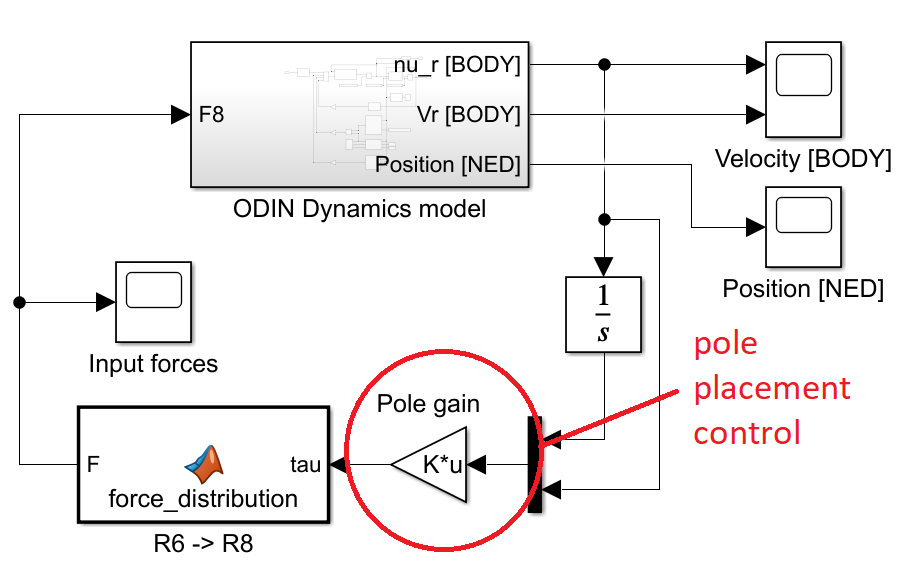 nu_r [BODY]
F8
Vr [BODY]
Position [NED]
ODIN Dynamics model
Velocity [BODY]
Position [NED]
Input forces
1
s
pole
placement
control
Pole gain
K*u
F
tau
force_distribution
R6 -> R8